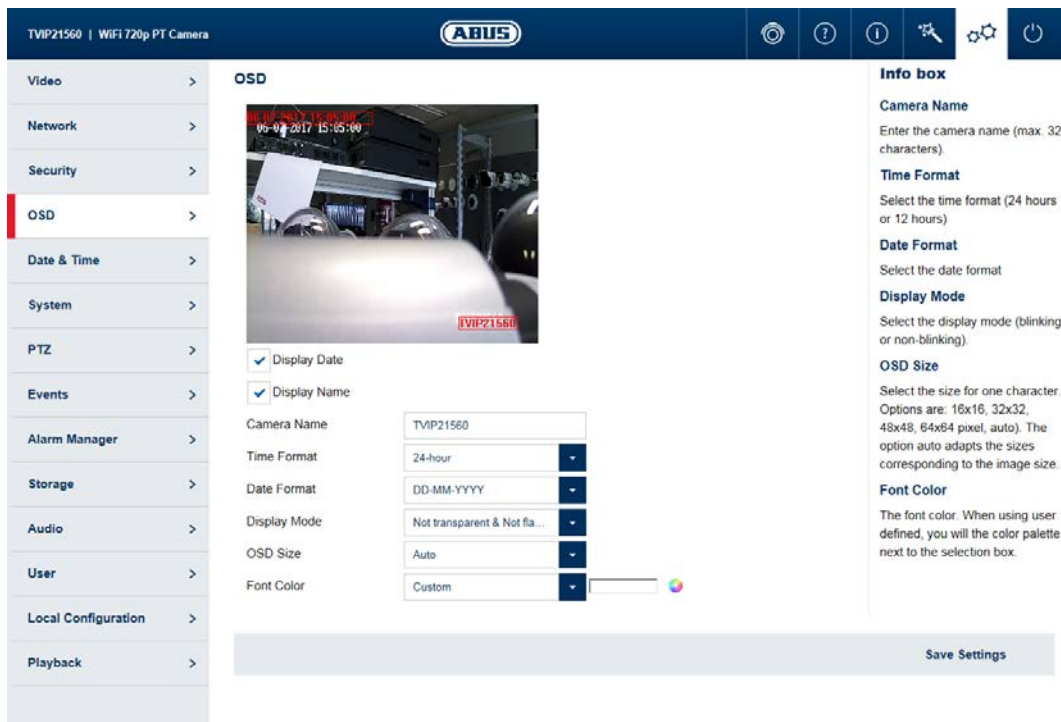 TVIP21560 | WiFi 720p PT Camera
ABUS
Video
Network
Security
OSD
Date & Time
System
PTZ
Events
Alarm Manager
Storage
Audio
User
Local Configuration
Playback
OSD
06-07-2017 15:05:00
06-07-2017 15:05:00
TVIP21560
Display Date
Display Name
Camera Name TVIP21560
Time Format 24-hour
Date Format DD-MM-YYYY
Display Mode Not transparent & Not fla...
OSD Size Auto
Font Color Custom
Save Settings
Info box
Camera Name
Enter the camera name (max. 32
characters).
Time Format
Select the time format (24 hours
or 12 hours)
Date Format
Select the date format
Display Mode
Select the display mode (blinking
or non-blinking).
OSD Size
Select the size for one character.
Options are: 16x16, 32x32,
48x48, 64x64 pixel, auto). The
option auto adapts the sizes
corresponding to the image size.
Font Color
The font color. When using user
defined, you will the color palette
next to the selection box.